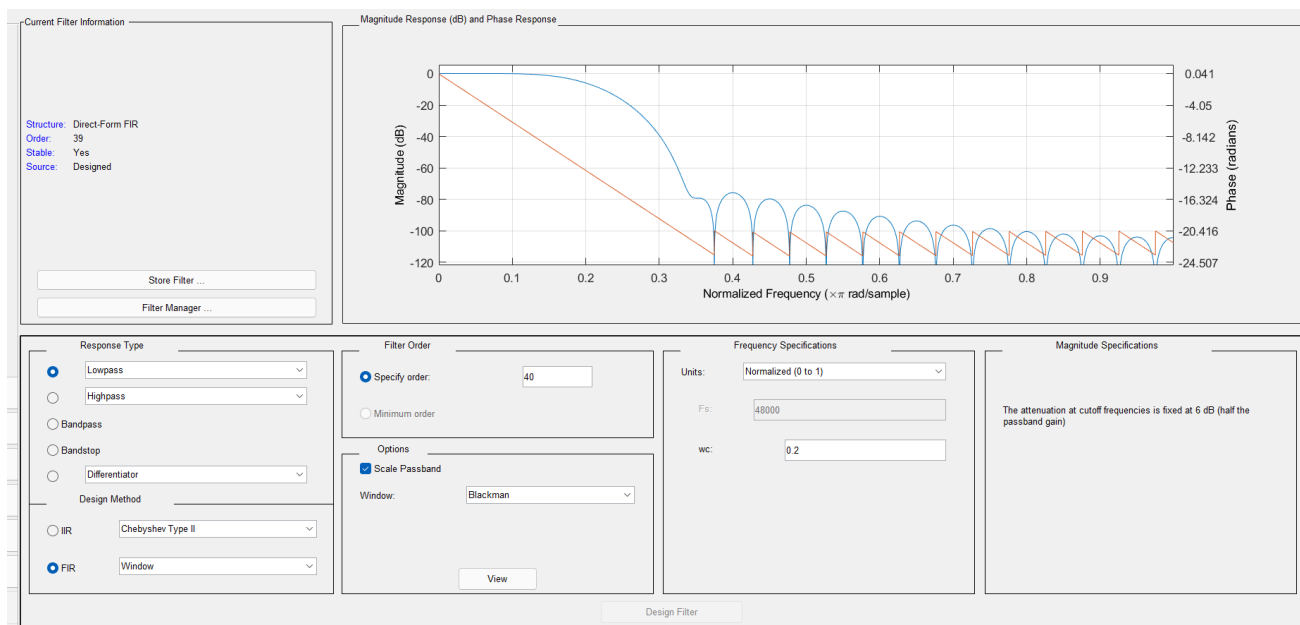 Current Filter Information
Structure: Direct-Form FIR
Order: 39
Stable: Yes
Source: Designed
Store Filter ...
Filter Manager ...
Magnitude Response (dB) and Phase Response
Magnitude (dB)
0
-20
-40
-60
-80
-100
-120
0 0.1 0.2 0.3 0.4 0.5 0.6 0.7 0.8 0.9
Normalized Frequency (×π rad/sample)
0.041
-4.05
-8.142
-12.233
-16.324
-20.416
-24.507
Phase (radians)
Response Type
Lowpass
Highpass
Bandpass
Bandstop
Differentiator
Design Method
IIR Chebyshev Type II
FIR Window
Filter Order
Specify order: 40
Minimum order
Options
Scale Passband
Window: Blackman
View
Frequency Specifications
Units: Normalized (0 to 1)
Fs: 48000
wc: 0.2
Magnitude Specifications
The attenuation at cutoff frequencies is fixed at 6 dB (half the
passband gain)
Design Filter